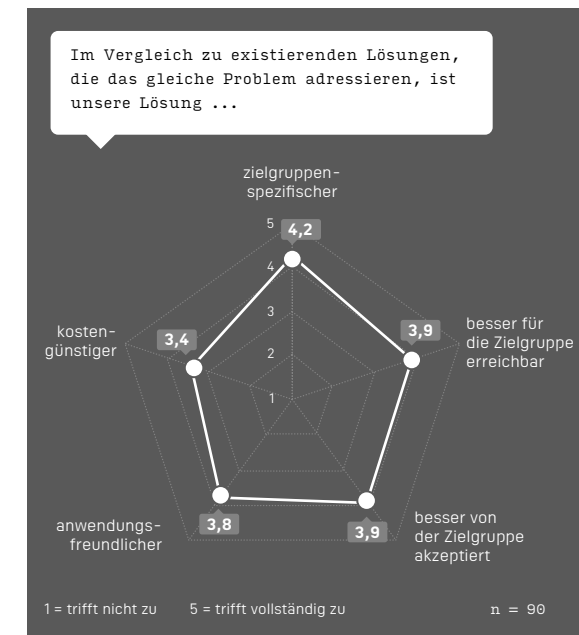 Im Vergleich zu existierenden Lösungen,
die das gleiche Problem adressieren, ist
unsere Lösung ...
zielgruppen-
spezifischer
5
4,2
4
3
2
1
3,9
besser für
die Zielgruppe
erreichbar
kosten-
günstiger
3,4
anwendungs-
freundlicher
3,8
3,9
besser von
der Zielgruppe
akzeptiert
1 = trifft nicht zu
5 = trifft vollständig zu
n = 90